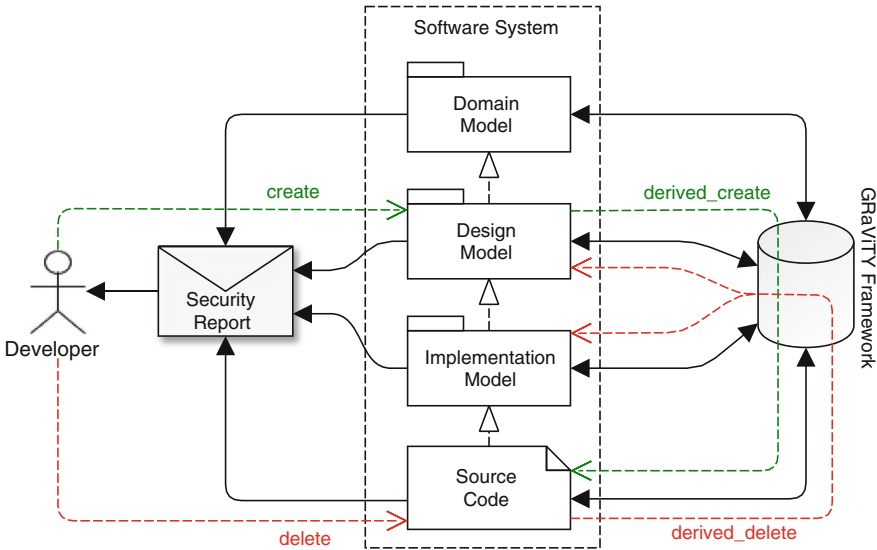 Software System
Domain
Model
create
derived_create
Design
Model
GRaViTY Framework
Security
Report
Developer
Implementation
Model
Source
Code
delete
derived_delete